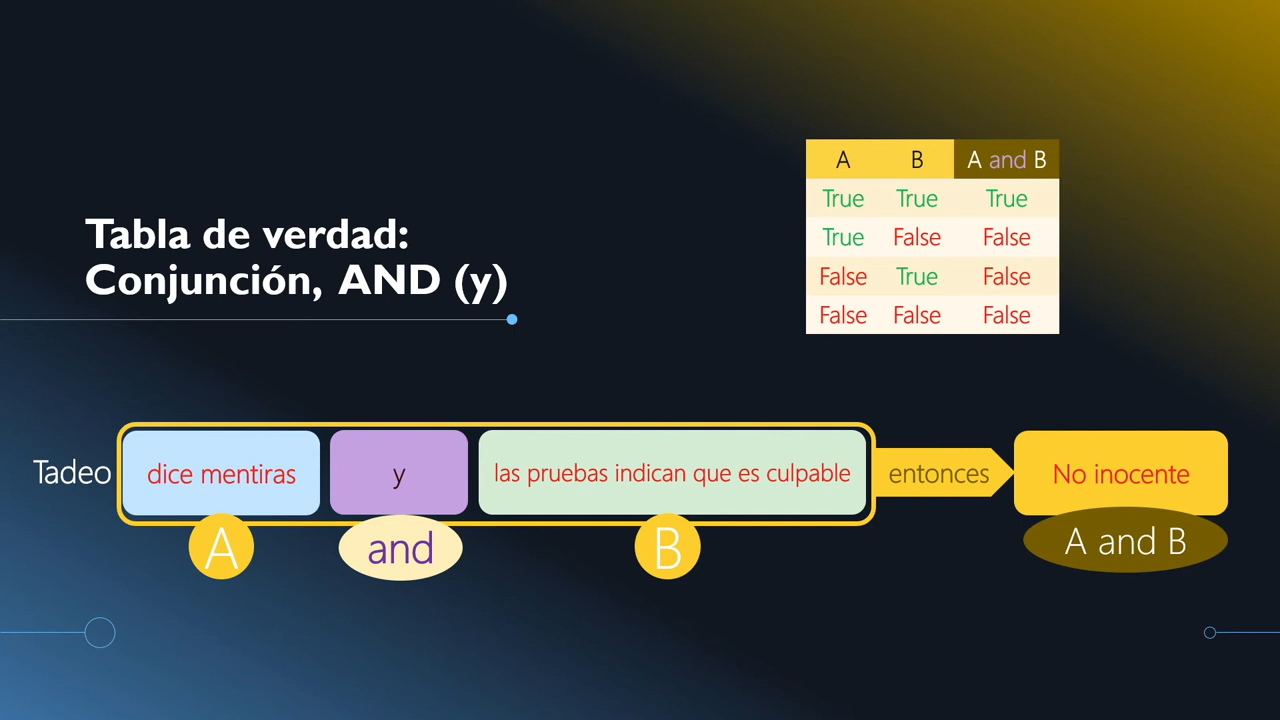 Tabla de verdad:
Conjunción, AND (y)
A B A and B
True True True
True False False
False True False
False False False
Tadeo dice mentiras y las pruebas indican que es culpable entonces No inocente
A and B A and B